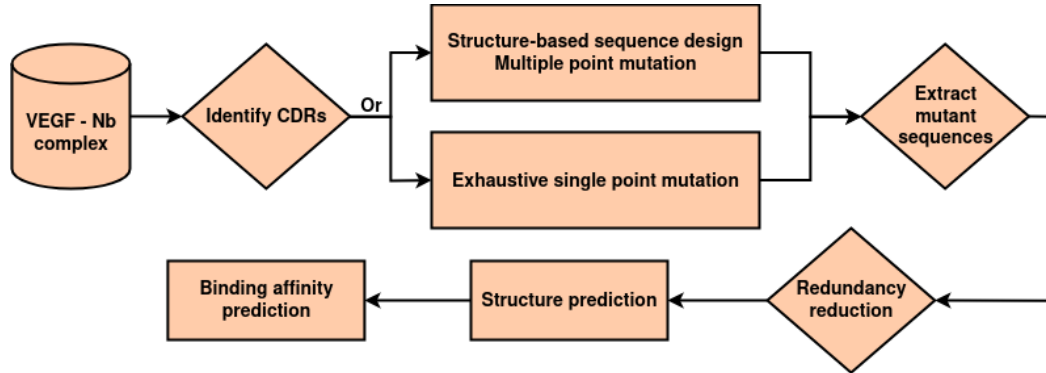 VEGF - Nb
complex
Identify CDRs
Or
Structure-based sequence design
Multiple point mutation
Exhaustive single point mutation
Extract
mutant
sequences
Redundancy
reduction
Structure prediction
Binding affinity
prediction